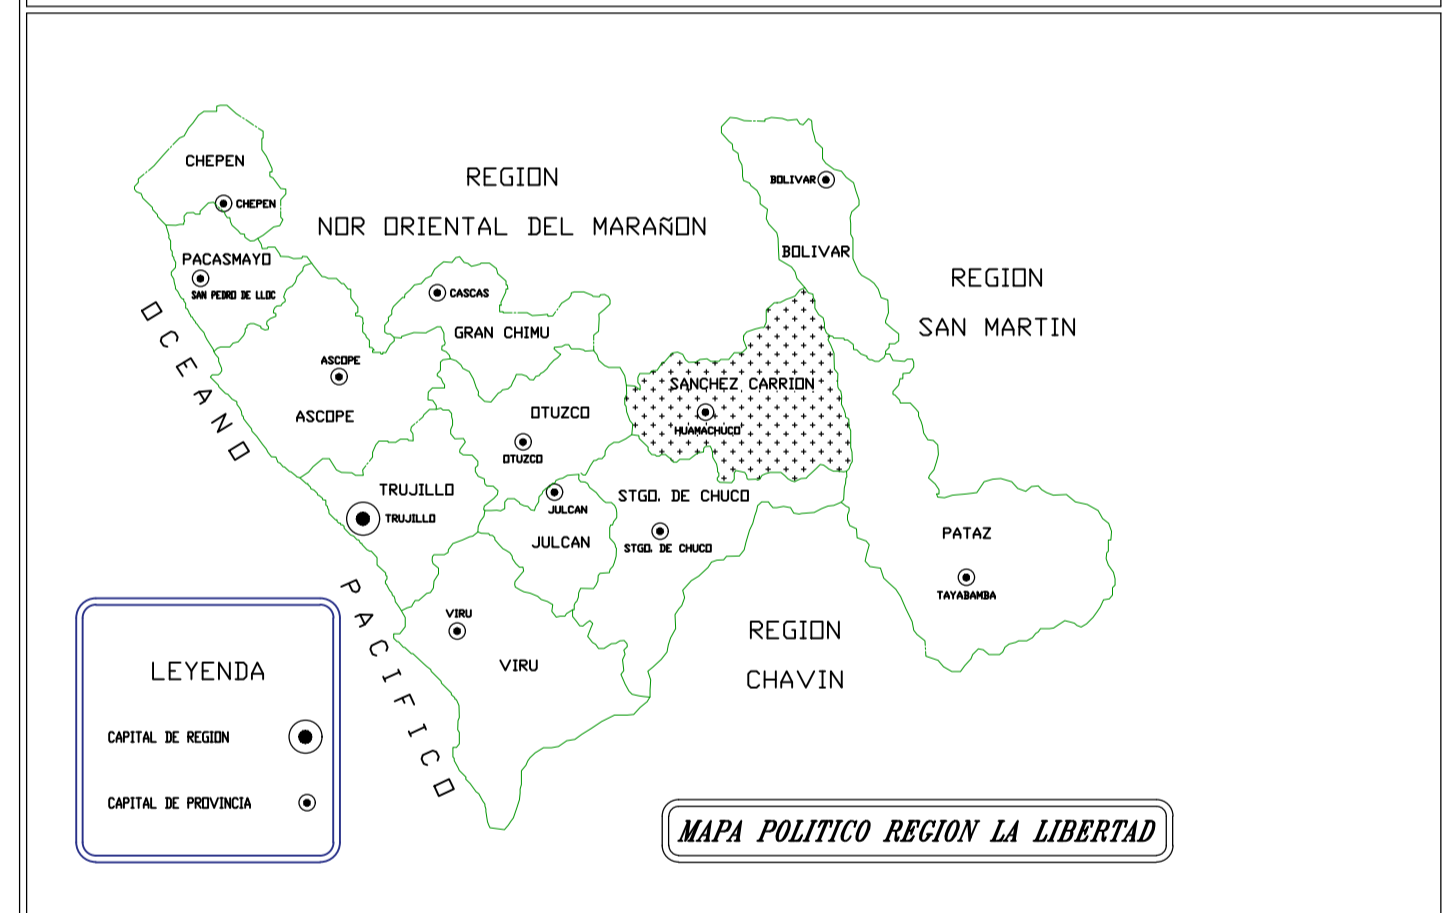 CHEPEN
CHEPEN
REGION
NOR ORIENTAL DEL MARAÑON
BOLIVAR
BOLIVAR
PACASMAYO
SAN PEDRO DE LLOC
CASCAS
GRAN CHIMU
REGION
SAN MARTIN
OCEANO
ASCOPE
ASCOPE
SANCHEZ CARRION
HUAMACHUCO
OTUZCO
OTUZCO
TRUJILLO
TRUJILLO
JULCAN
JULCAN
STGO. DE CHUCO
STGO. DE CHUCO
PATAZ
TAYABAMBA
PACIFICO
VIRU
VIRU
REGION
CHAVIN
LEYENDA
CAPITAL DE REGION
CAPITAL DE PROVINCIA
MAPA POLITICO REGION LA LIBERTAD